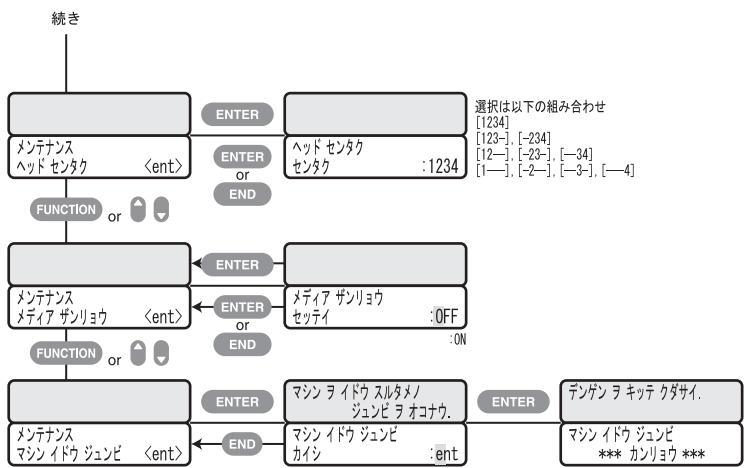 続き
ENTER
メンテナンス
ヘッド センタク <ent>
ENTER
or
END
ヘッド センタク
センタク :1234
選択は以下の組み合わせ
[1234]
[123-], [-234]
[12––], [-23-], [––34]
[1–––], [-2––], [––3-], [–––4]
FUNCTION or
ENTER
メンテナンス
メディア ザンリョウ <ent>
ENTER
or
END
メディア ザンリョウ
セッテイ :OFF
:ON
FUNCTION or
ENTER
マシン ヲ イドウ スルタメノ
ジュンビ ヲ オコナウ.
ENTER
デンゲン ヲ キッテ クダサイ.
メンテナンス
マシン イドウ ジュンビ <ent>
END
マシン イドウ ジュンビ
カイシ :ent
マシン イドウ ジュンビ
*** カンリョウ ***